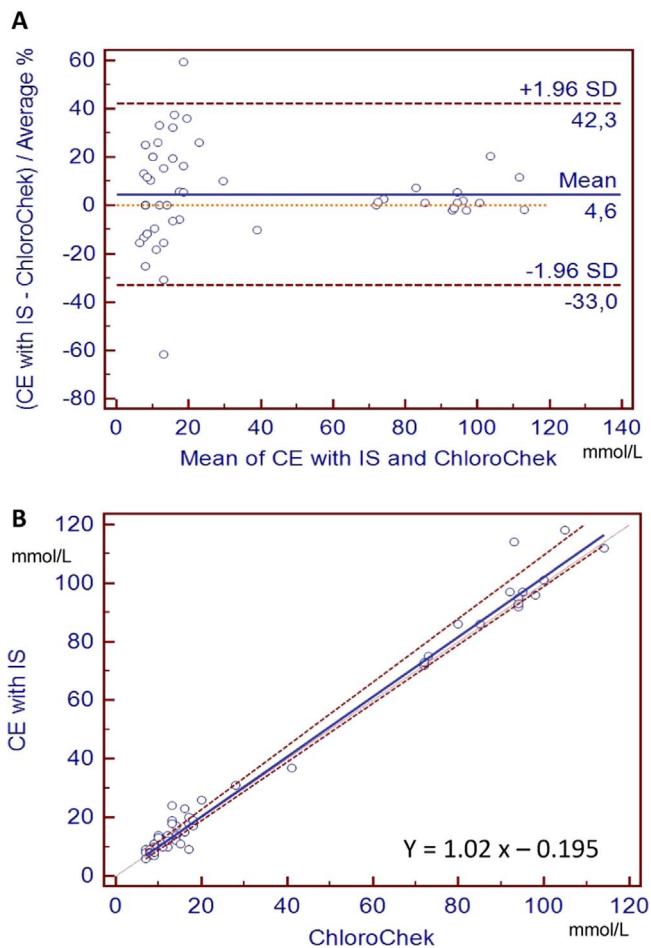 A
(CE with IS - ChloroChek) / Average %
60
40
20
0
-20
-40
-60
-80
+1.96 SD
42,3
Mean
4,6
-1.96 SD
-33,0
0 20 40 60 80 100 120 140
Mean of CE with IS and ChloroChek mmol/L
B
mmol/L
CE with IS
120
100
80
60
40
20
0
Y = 1.02 x – 0.195
0 20 40 60 80 100 120
ChloroChek mmol/L